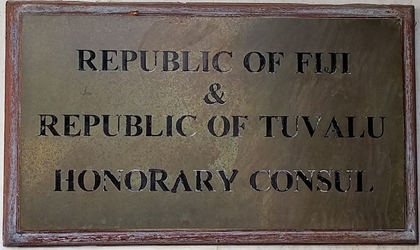 REPUBLIC OF FIJI
&
REPUBLIC OF TUVALU
HONORARY CONSUL